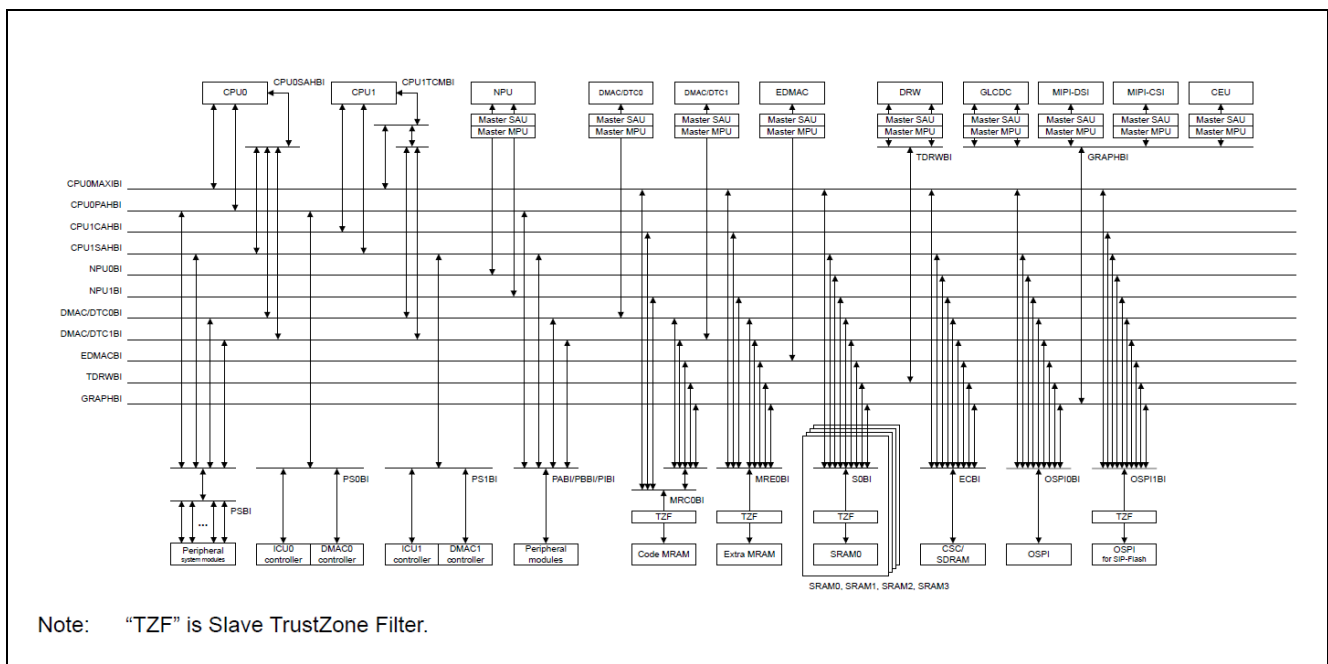 CPU0SAHBI
CPU1TCMBI
CPU0
CPU1
NPU
DMAC/DTC0
DMAC/DTC1
EDMAC
DRW
GLCDC
MIPI-DSI
MIPI-CSI
CEU
Master SAU
Master MPU
Master SAU
Master MPU
Master SAU
Master MPU
Master SAU
Master MPU
Master SAU
Master MPU
Master SAU
Master MPU
Master SAU
Master MPU
Master SAU
Master MPU
Master SAU
Master MPU
TDRWBI
GRAPHBI
CPU0MAXIBI
CPU0PAHBI
CPU1CAHBI
CPU1SAHBI
NPU0BI
NPU1BI
DMAC/DTC0BI
DMAC/DTC1BI
EDMACBI
TDRWBI
GRAPHBI
PSBI
PS0BI
PS1BI
PABI/PBBI/PIBI
MRC0BI
MRE0BI
S0BI
ECBI
OSPI0BI
OSPI1BI
...
TZF
TZF
TZF
TZF
Peripheral
system modules
ICU0
controller
DMAC0
controller
ICU1
controller
DMAC1
controller
Peripheral
modules
Code MRAM
Extra MRAM
SRAM0
CSC/
SDRAM
OSPI
OSPI
for SIP-Flash
SRAM0, SRAM1, SRAM2, SRAM3
Note: “TZF” is Slave TrustZone Filter.